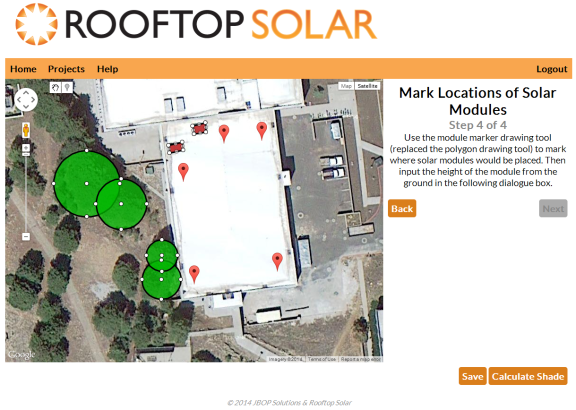 ROOFTOP SOLAR
Home Projects Help Logout
Map Satellite
Mark Locations of Solar
Modules
Step 4 of 4
Use the module marker drawing tool
(replaced the polygon drawing tool) to mark
where solar modules would be placed. Then
input the height of the module from the
ground in the following dialogue box.
Back Next
Google
Imagery ©2014 Terms of Use Report a map error
Save Calculate Shade
© 2014 JBOP Solutions & Rooftop Solar